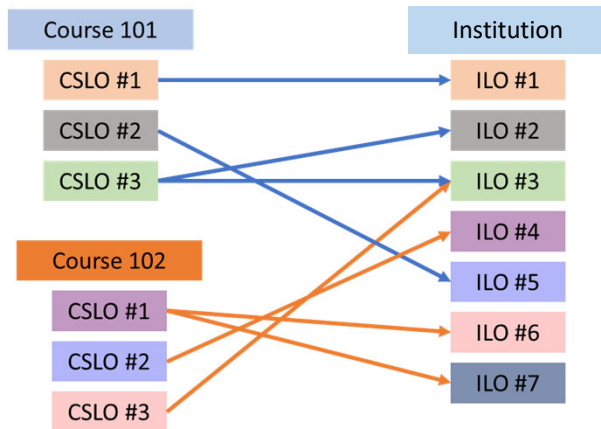 Course 101
CSLO #1
CSLO #2
CSLO #3
Course 102
CSLO #1
CSLO #2
CSLO #3
Institution
ILO #1
ILO #2
ILO #3
ILO #4
ILO #5
ILO #6
ILO #7